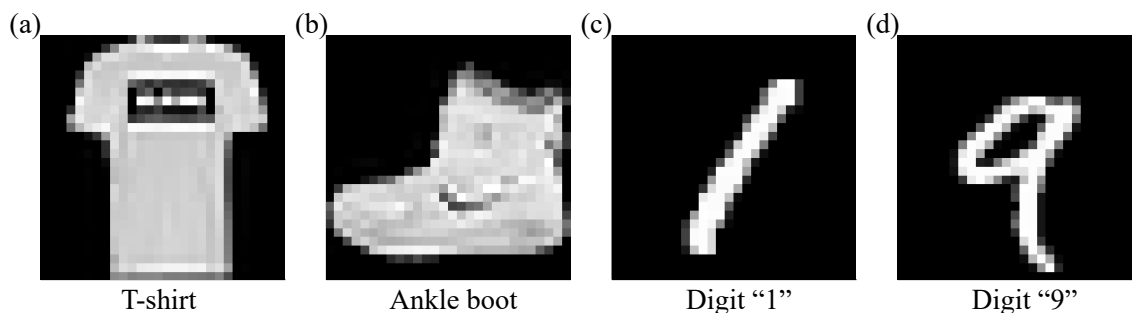 (a) (b) (c) (d)
T-shirt Ankle boot Digit “1” Digit “9”